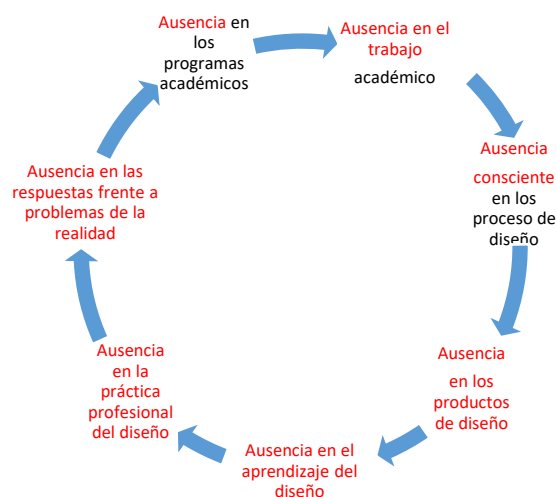 Ausencia en
los
programas
académicos
Ausencia en el
trabajo
académico
Ausencia
consciente
en los
proceso de
diseño
Ausencia
en los
productos
de diseño
Ausencia en el
aprendizaje del
diseño
Ausencia
en la
práctica
profesional
del diseño
Ausencia en las
respuestas frente a
problemas de la
realidad